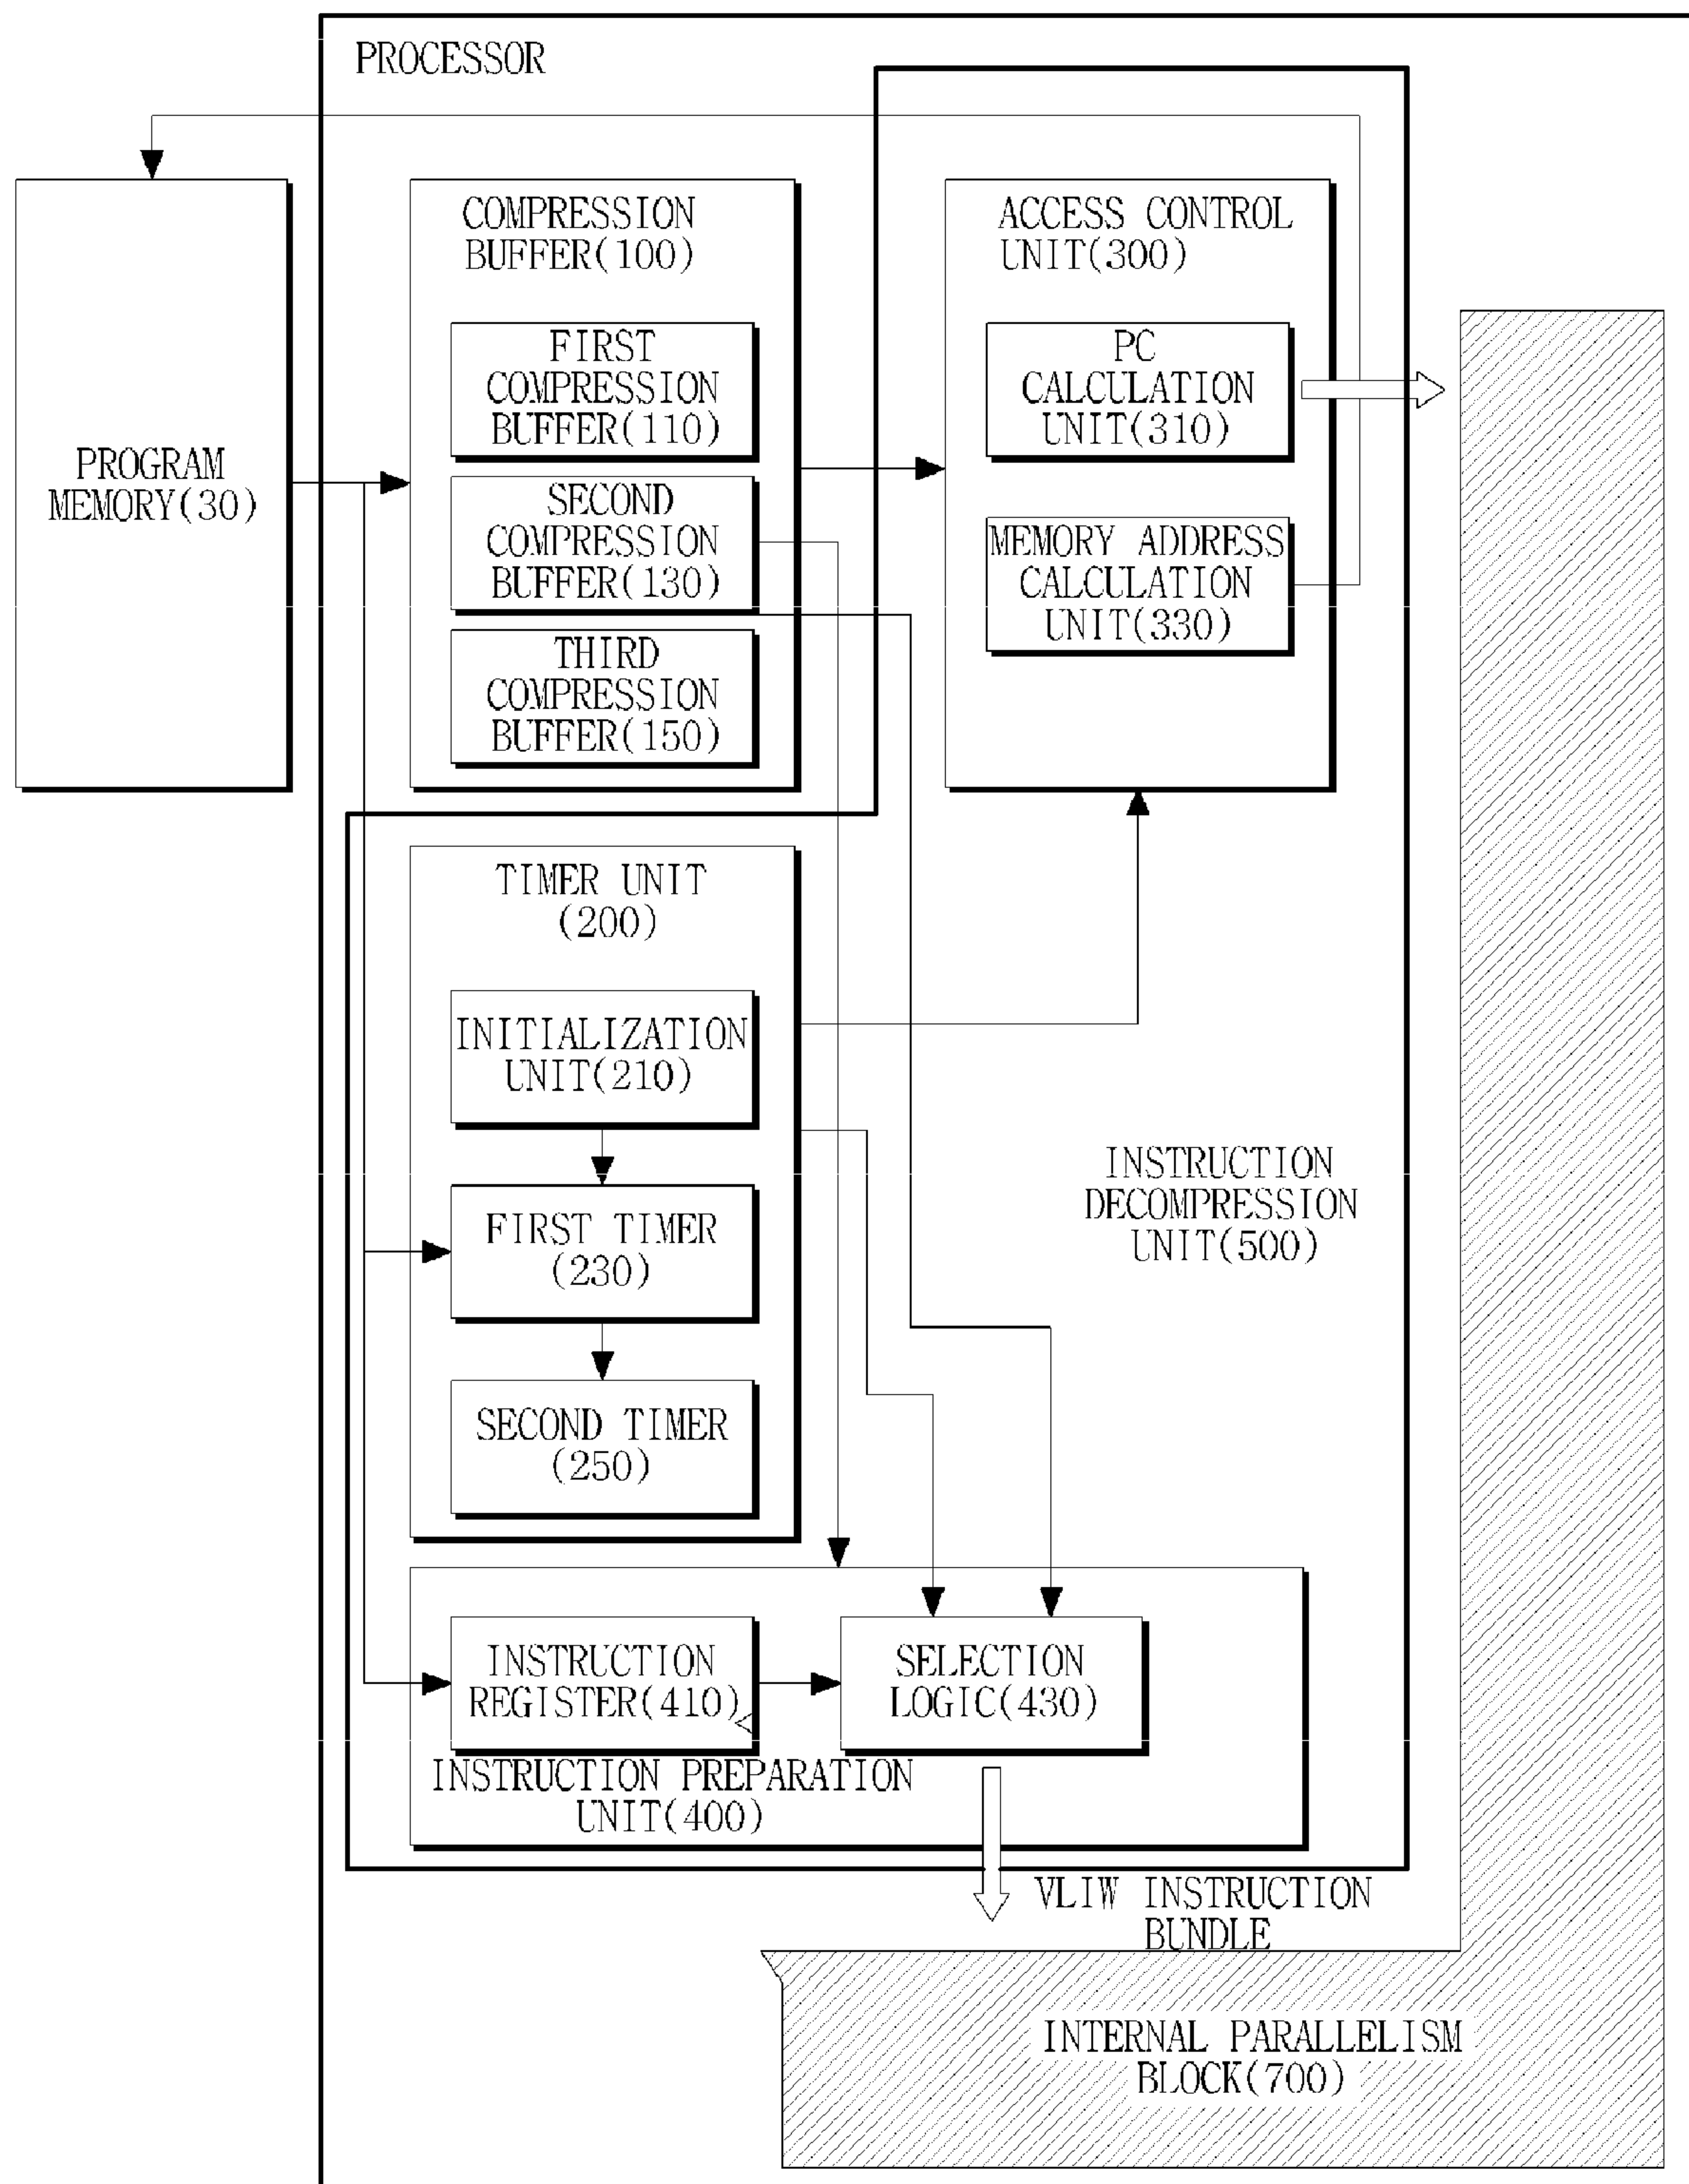 PROCESSOR
PROGRAM
MEMORY(30)
COMPRESSION
BUFFER(100)
FIRST
COMPRESSION
BUFFER(110)
SECOND
COMPRESSION
BUFFER(130)
THIRD
COMPRESSION
BUFFER(150)
ACCESS CONTROL
UNIT(300)
PC
CALCULATION
UNIT(310)
MEMORY ADDRESS
CALCULATION
UNIT(330)
TIMER UNIT
(200)
INITIALIZATION
UNIT(210)
FIRST TIMER
(230)
SECOND TIMER
(250)
INSTRUCTION
DECOMPRESSION
UNIT(500)
INSTRUCTION
REGISTER(410)
SELECTION
LOGIC(430)
INSTRUCTION PREPARATION
UNIT(400)
VLIW INSTRUCTION
BUNDLE
INTERNAL PARALLELISM
BLOCK(700)